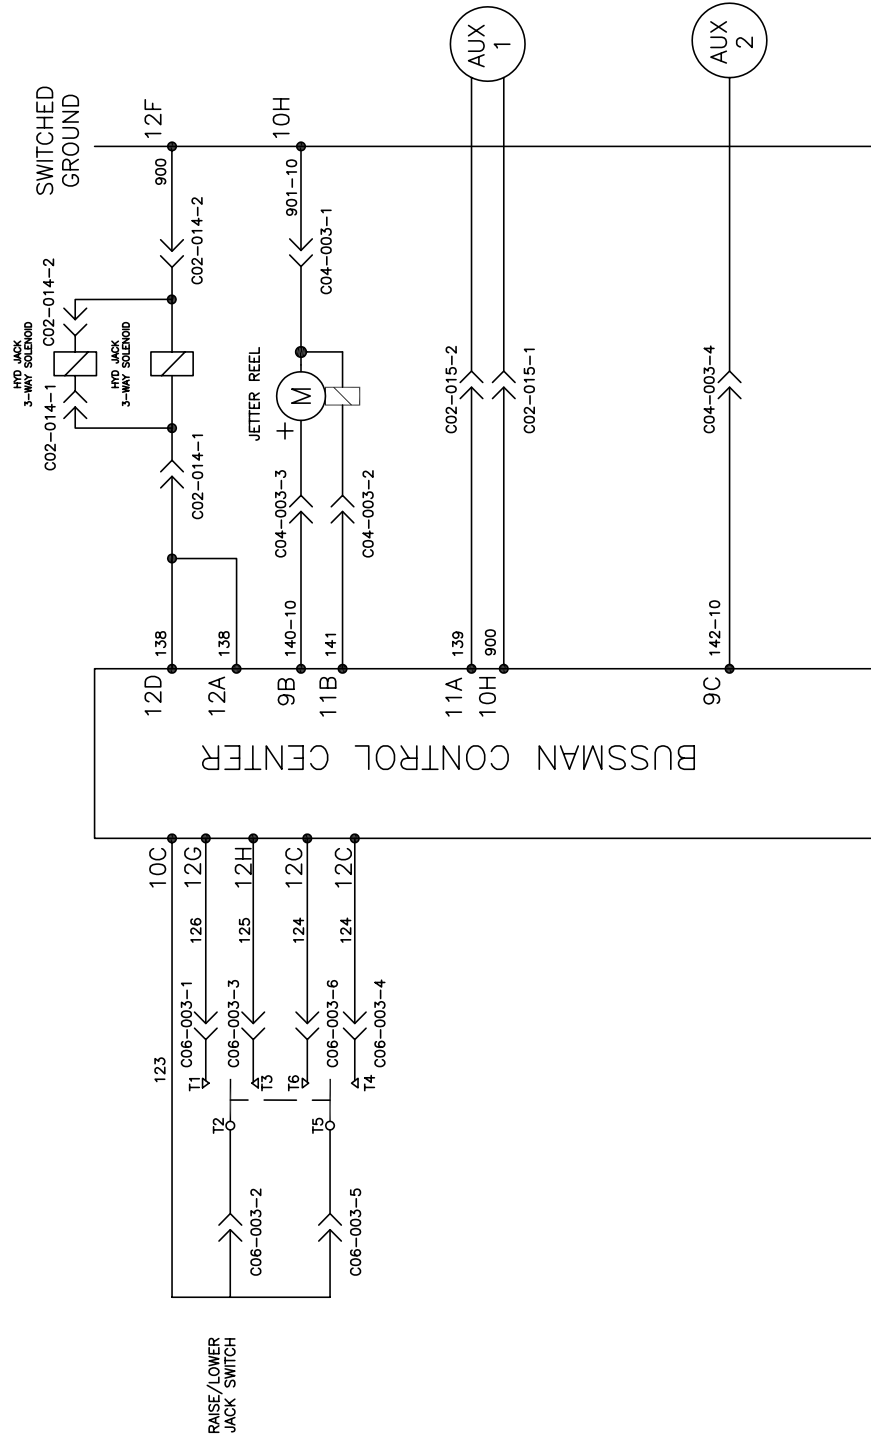 RAISE/LOWER
JACK SWITCH
123
C06-003-2
C06-003-5
T2
T5
T1
T3
T6
T4
C06-003-1
C06-003-3
C06-003-6
C06-003-4
126
125
124
124
10C
12G
12H
12C
12C
BUSSMAN CONTROL CENTER
12D
12A
9B
11B
11A
10H
9C
138
138
140-10
141
139
900
142-10
C02-014-1
C04-003-3
C04-003-2
C02-014-1
HYD JACK
3-WAY SOLENOID
C02-014-2
HYD JACK
3-WAY SOLENOID
JETTER REEL
+
M
C02-015-2
C02-015-1
C04-003-4
C02-014-2
C04-003-1
900
901-10
SWITCHED
GROUND
12F
10H
AUX
1
AUX
2